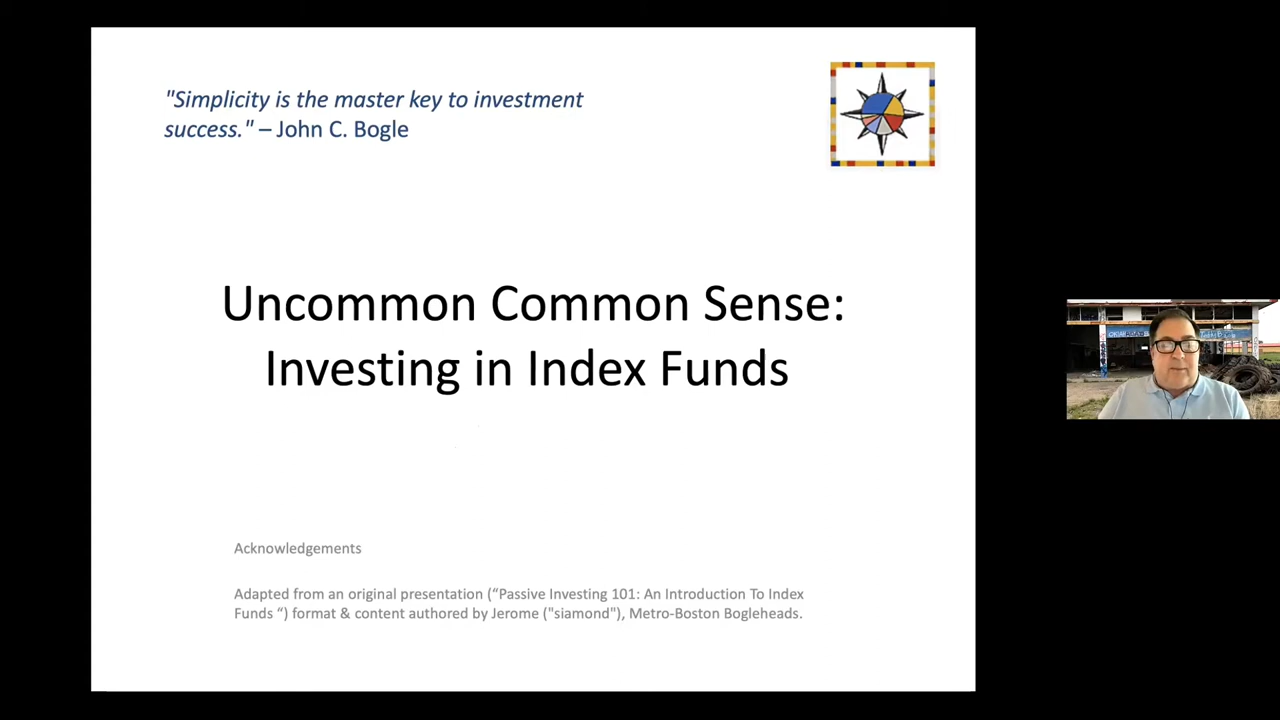 "Simplicity is the master key to investment
success." – John C. Bogle
Uncommon Common Sense:
Investing in Index Funds
Acknowledgements
Adapted from an original presentation (“Passive Investing 101: An Introduction To Index
Funds “) format & content authored by Jerome ("siamond"), Metro-Boston Bogleheads.